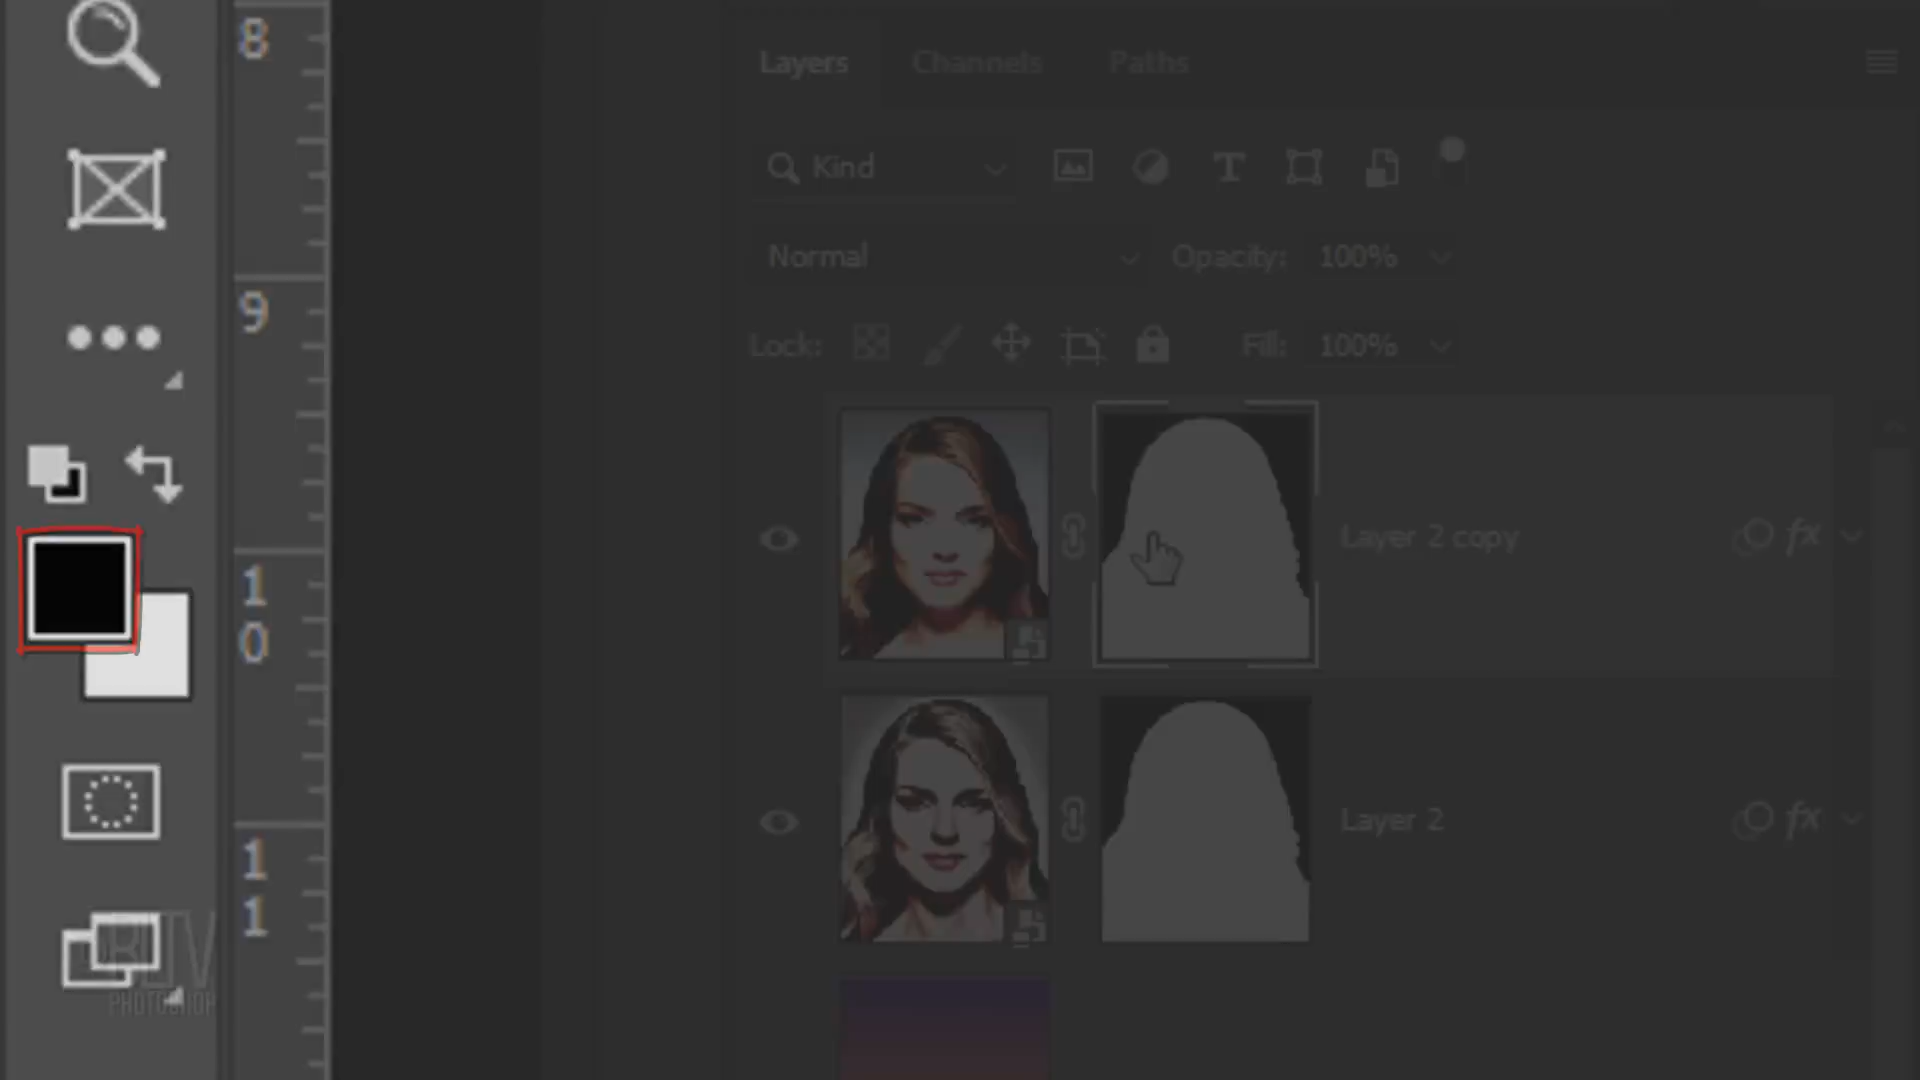 8
9
1
0
1
1
PHOTOSHOP
Layers Channels Paths
Kind
Normal Opacity: 100%
Lock: Fill: 100%
Layer 2 copy fx
Layer 2 fx